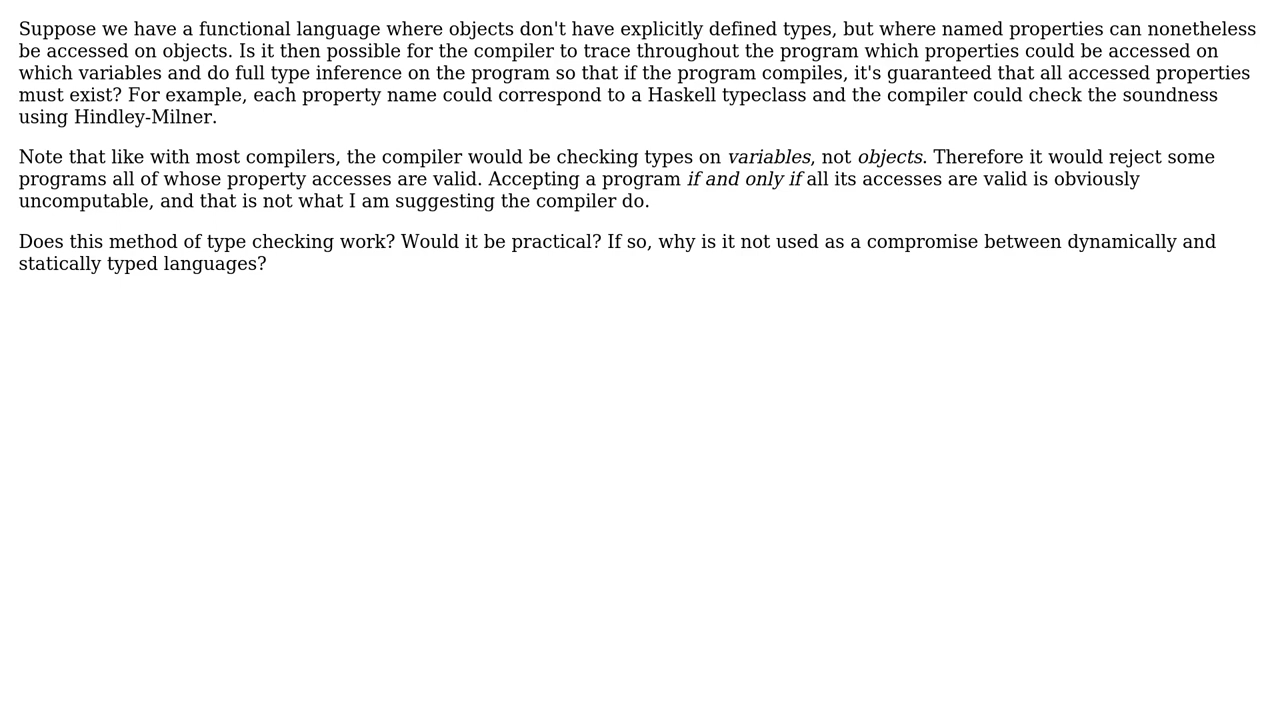 Suppose we have a functional language where objects don't have explicitly defined types, but where named properties can nonetheless
be accessed on objects. Is it then possible for the compiler to trace throughout the program which properties could be accessed on
which variables and do full type inference on the program so that if the program compiles, it's guaranteed that all accessed properties
must exist? For example, each property name could correspond to a Haskell typeclass and the compiler could check the soundness
using Hindley-Milner.
Note that like with most compilers, the compiler would be checking types on variables, not objects. Therefore it would reject some
programs all of whose property accesses are valid. Accepting a program if and only if all its accesses are valid is obviously
uncomputable, and that is not what I am suggesting the compiler do.
Does this method of type checking work? Would it be practical? If so, why is it not used as a compromise between dynamically and
statically typed languages?